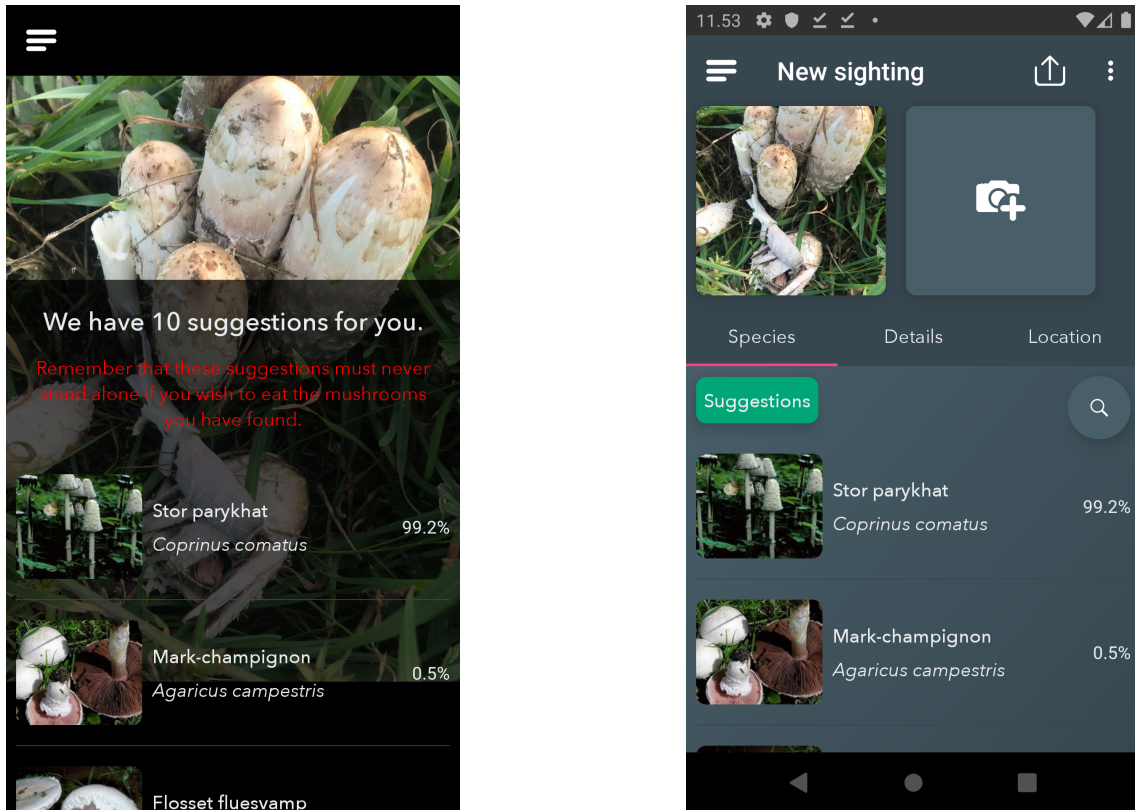 We have 10 suggestions for you.
Remember that these suggestions must never
stand alone if you wish to eat the mushrooms
you have found.
Stor parykhat
Coprinus comatus
99.2%
Mark-champignon
Agaricus campestris
0.5%
Flosset fluesvamp
11.53
New sighting
Species Details Location
Suggestions
Stor parykhat
Coprinus comatus
99.2%
Mark-champignon
Agaricus campestris
0.5%